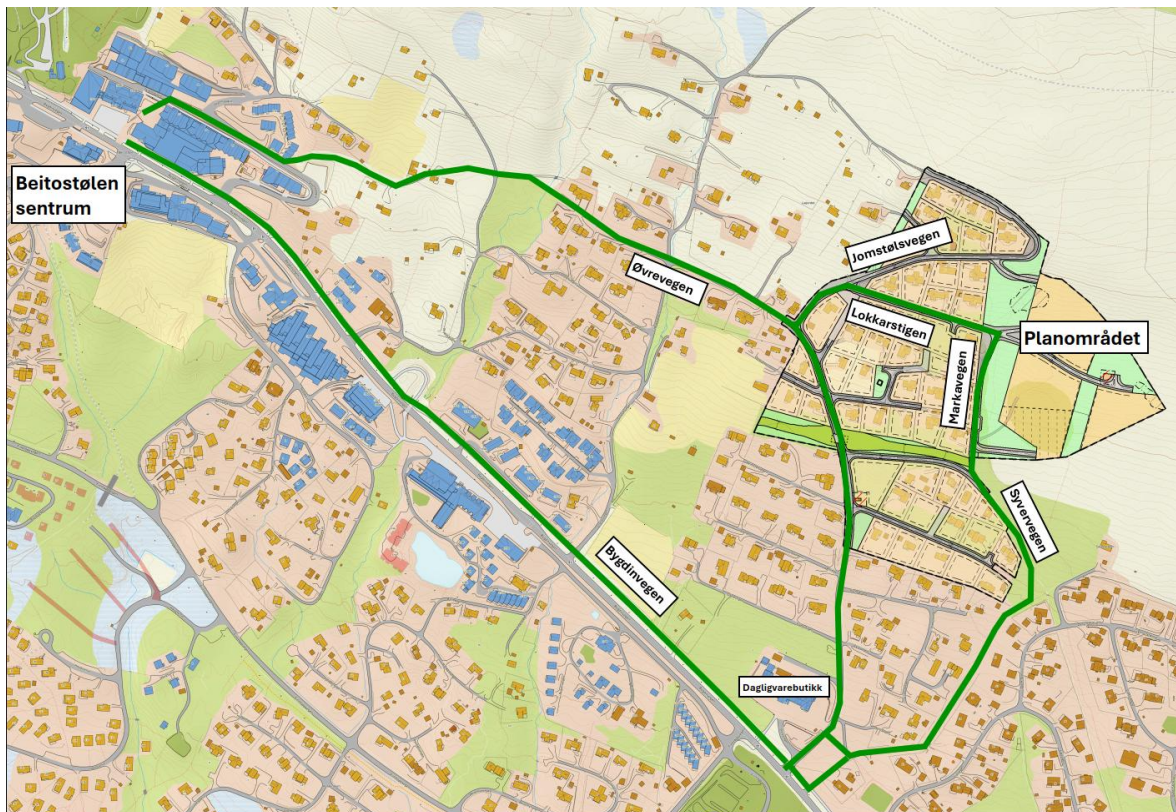 Beitostølen
sentrum
Jomstølsvegen
Øvrevegen
Lokkarstigen
Planområdet
Markavegen
Syvervegen
Bygdinvegen
Dagligvarebutikk